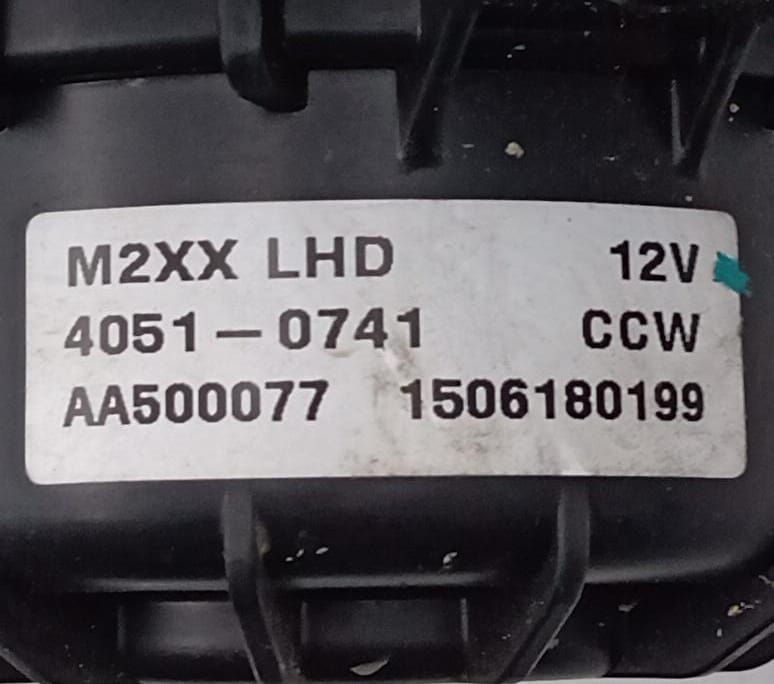 M2XX LHD 12V
4051-0741 CCW
AA500077 1506180199